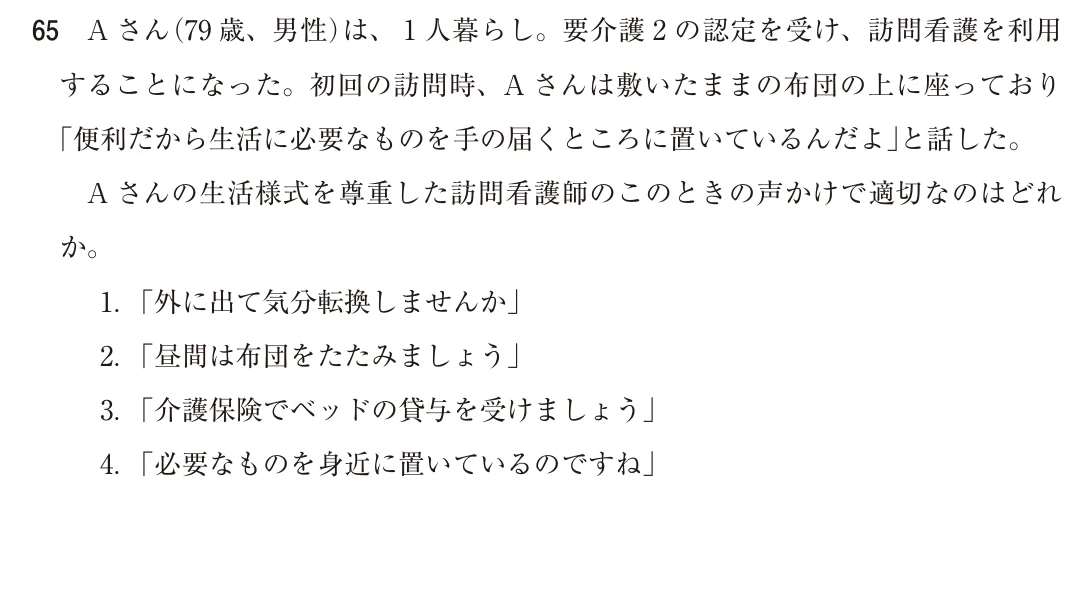 65 Aさん(79歳、男性)は、1人暮らし。要介護2の認定を受け、訪問看護を利用
することになった。初回の訪問時、Aさんは敷いたままの布団の上に座っており
「便利だから生活に必要なものを手の届くところに置いているんだよ」と話した。
Aさんの生活様式を尊重した訪問看護師のこのときの声かけで適切なのはどれ
か。
1. 「外に出て気分転換しませんか」
2. 「昼間は布団をたたみましょう」
3. 「介護保険でベッドの貸与を受けましょう」
4. 「必要なものを身近に置いているのですね」